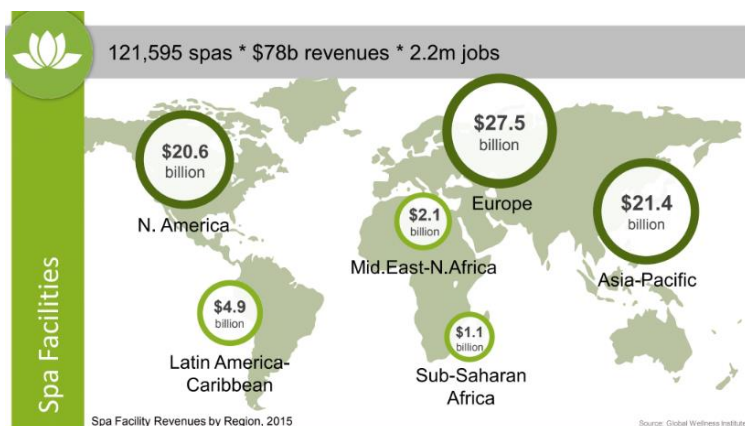 121,595 spas * $78b revenues * 2.2m jobs
Spa Facilities
$20.6
billion
N. America
$27.5
billion
Europe
$2.1
billion
Mid.East-N.Africa
$21.4
billion
Asia-Pacific
$4.9
billion
Latin America-
Caribbean
$1.1
billion
Sub-Saharan
Africa
Spa Facility Revenues by Region, 2015
Source: Global Wellness Institute